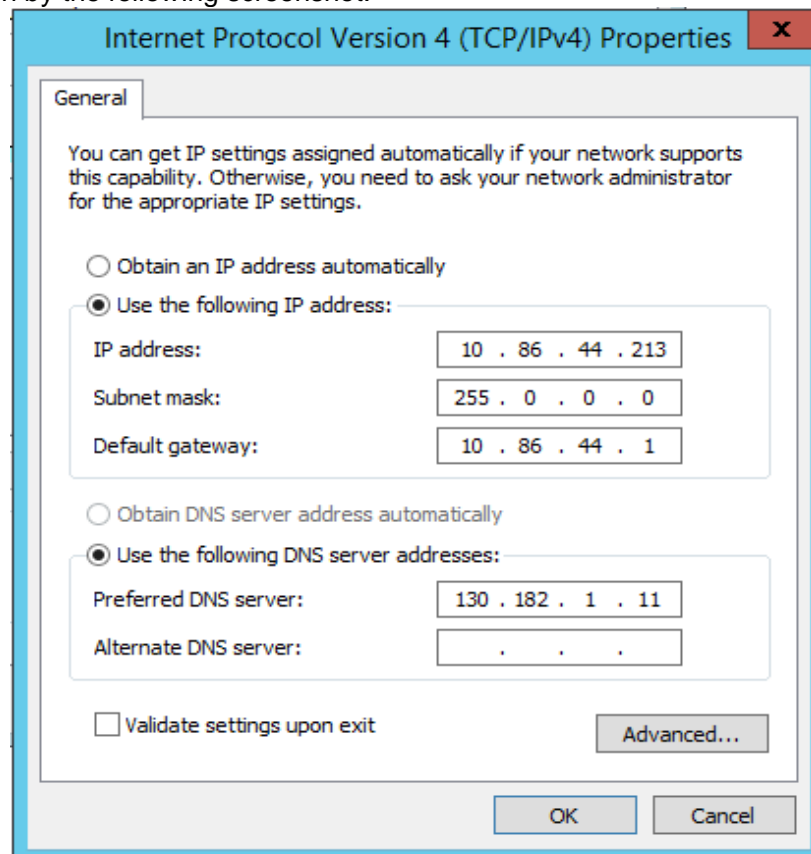 by the following screenshot.
Internet Protocol Version 4 (TCP/IPv4) Properties
x
General
You can get IP settings assigned automatically if your network supports
this capability. Otherwise, you need to ask your network administrator
for the appropriate IP settings.
Obtain an IP address automatically
Use the following IP address:
IP address: 10 . 86 . 44 . 213
Subnet mask: 255 . 0 . 0 . 0
Default gateway: 10 . 86 . 44 . 1
Obtain DNS server address automatically
Use the following DNS server addresses:
Preferred DNS server: 130 . 182 . 1 . 11
Alternate DNS server: . . .
Validate settings upon exit
Advanced...
OK Cancel